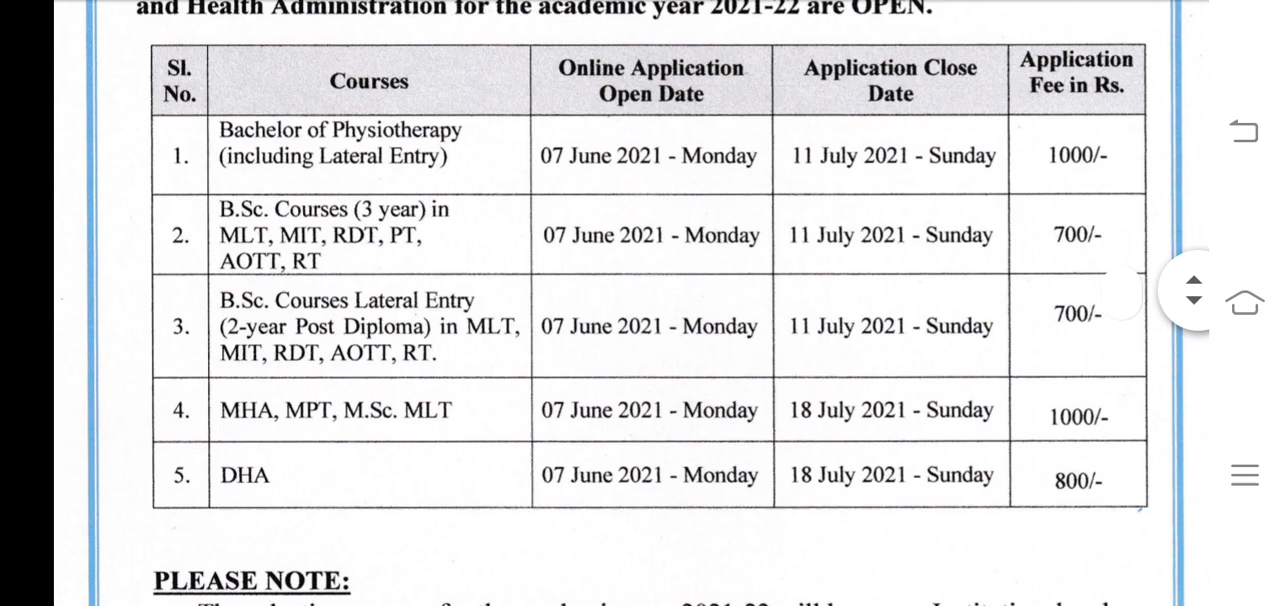 and Health Administration for the academic year 2021-22 are OPEN.
Sl. No. Courses Online Application Open Date Application Close Date Application Fee in Rs.
1. Bachelor of Physiotherapy (including Lateral Entry) 07 June 2021 - Monday 11 July 2021 - Sunday 1000/-
2. B.Sc. Courses (3 year) in MLT, MIT, RDT, PT, AOTT, RT 07 June 2021 - Monday 11 July 2021 - Sunday 700/-
3. B.Sc. Courses Lateral Entry (2-year Post Diploma) in MLT, MIT, RDT, AOTT, RT. 07 June 2021 - Monday 11 July 2021 - Sunday 700/-
4. MHA, MPT, M.Sc. MLT 07 June 2021 - Monday 18 July 2021 - Sunday 1000/-
5. DHA 07 June 2021 - Monday 18 July 2021 - Sunday 800/-
PLEASE NOTE: